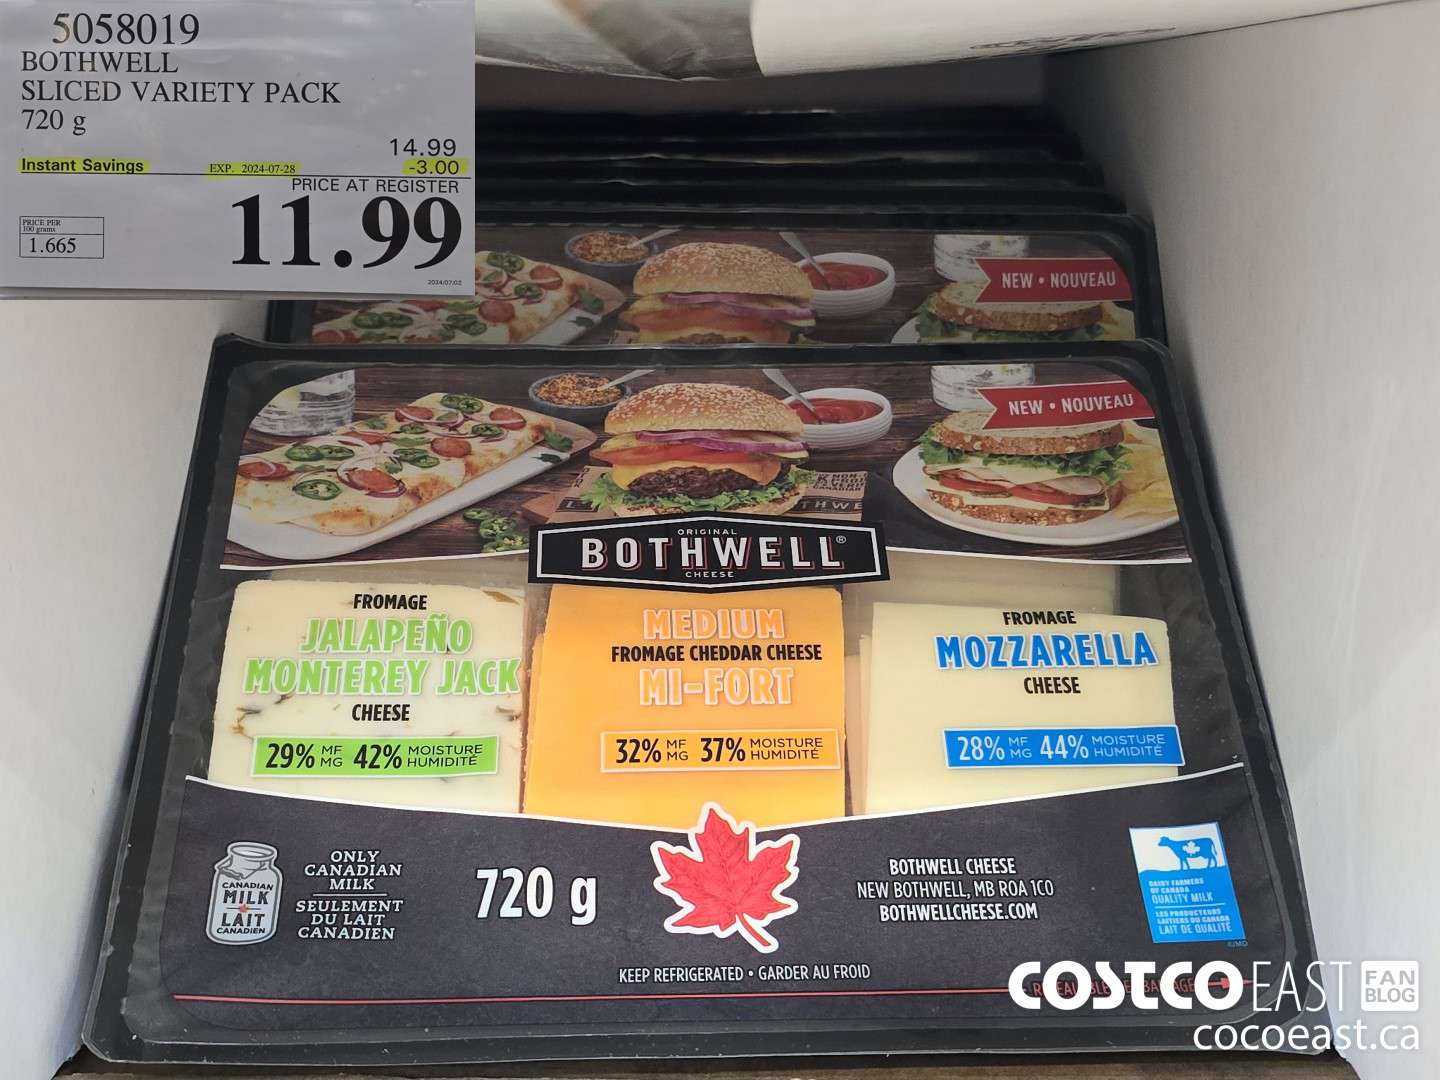 5058019
BOTHWELL
SLICED VARIETY PACK
720 g
14.99
Instant Savings EXP. 2024-07-28 -3.00
PRICE AT REGISTER
11.99
PRICE PER
100 grams
1.665
2024/07/02
NEW • NOUVEAU
NEW • NOUVEAU
ORIGINAL
BOTHWELL®
CHEESE
FROMAGE
JALAPEÑO
MONTEREY JACK
CHEESE
29% MF MG 42% MOISTURE HUMIDITÉ
MEDIUM
FROMAGE CHEDDAR CHEESE
MI-FORT
32% MF MG 37% MOISTURE HUMIDITÉ
FROMAGE
MOZZARELLA
CHEESE
28% MF MG 44% MOISTURE HUMIDITÉ
CANADIAN
MILK
LAIT
CANADIEN
ONLY
CANADIAN
MILK
SEULEMENT
DU LAIT
CANADIEN
720 g
BOTHWELL CHEESE
NEW BOTHWELL, MB R0A 1C0
BOTHWELLCHEESE.COM
DAIRY FARMERS
OF CANADA
QUALITY MILK
LES PRODUCTEURS
LAITIERS DU CANADA
LAIT DE QUALITÉ
KEEP REFRIGERATED • GARDER AU FROID
COSTCO EAST FAN BLOG
cocoeast.ca